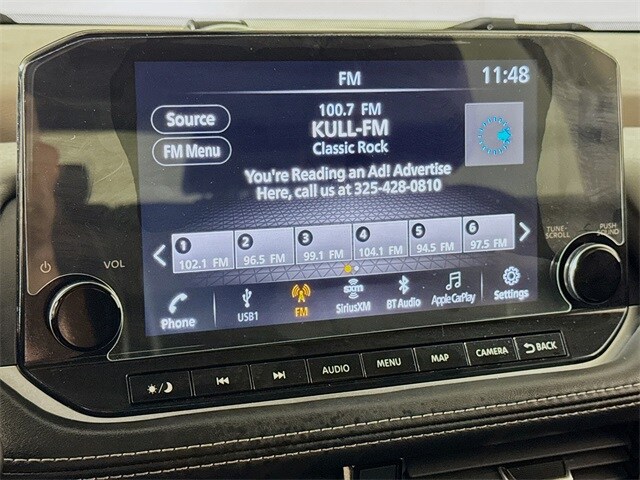 FM
11:48
Source
FM Menu
100.7 FM
KULL-FM
Classic Rock
You're Reading an Ad! Advertise
Here, call us at 325-428-0810
1 102.1 FM
2 96.5 FM
3 99.1 FM
4 104.1 FM
5 94.5 FM
6 97.5 FM
Phone
USB1
FM
sxm
SiriusXM
BT Audio
Apple CarPlay
Settings
VOL
TUNE-
SCROLL
PUSH
SOUND
AUDIO
MENU
MAP
CAMERA
BACK